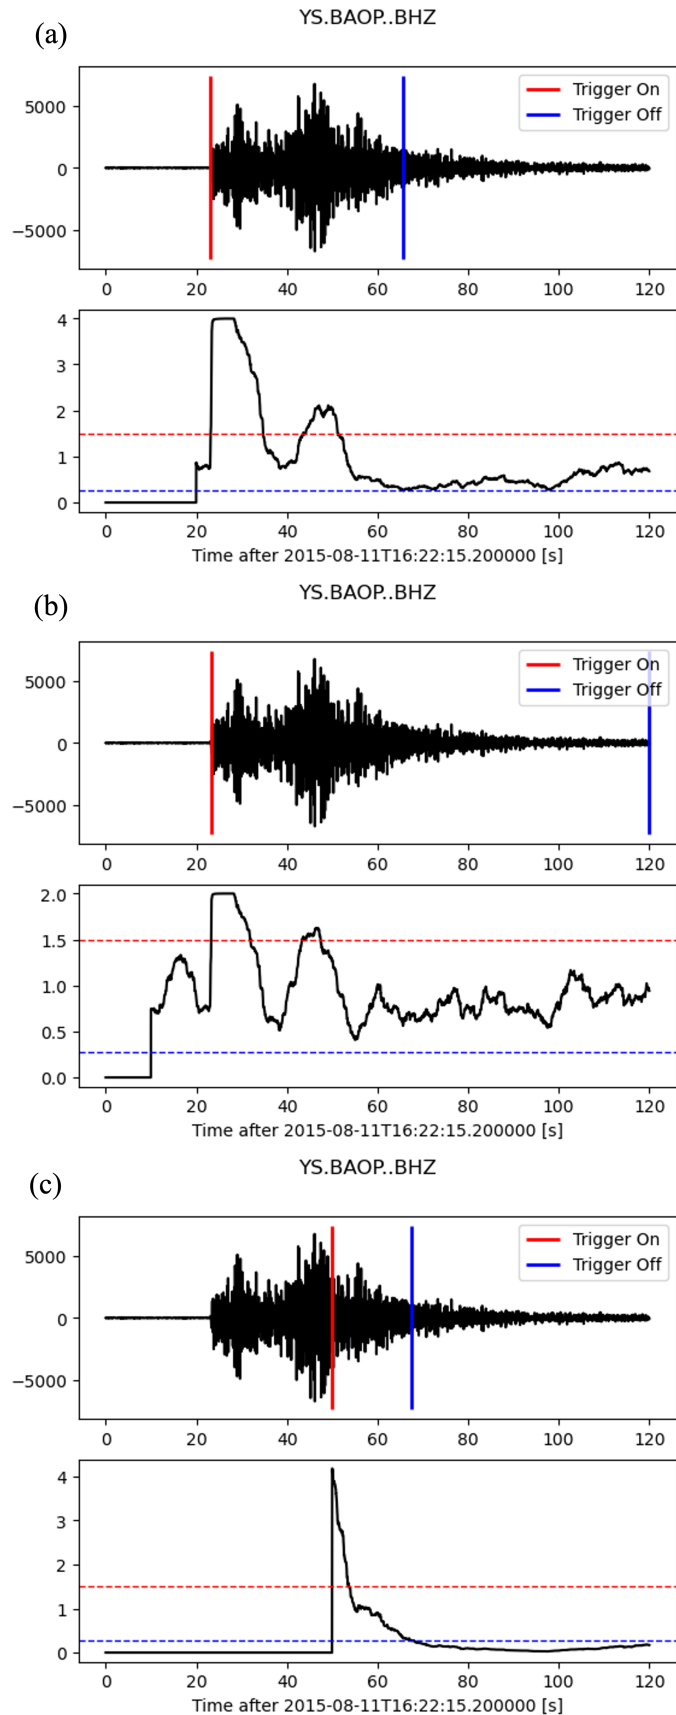 YS.BAOP..BHZ
(a)
Trigger On
Trigger Off
5000
0
−5000
0 20 40 60 80 100 120
4
3
2
1
0
0 20 40 60 80 100 120
Time after 2015-08-11T16:22:15.200000 [s]
YS.BAOP..BHZ
(b)
Trigger On
Trigger Off
5000
0
−5000
0 20 40 60 80 100 120
2.0
1.5
1.0
0.5
0.0
0 20 40 60 80 100 120
Time after 2015-08-11T16:22:15.200000 [s]
YS.BAOP..BHZ
(c)
Trigger On
Trigger Off
5000
0
−5000
0 20 40 60 80 100 120
4
3
2
1
0
0 20 40 60 80 100 120
Time after 2015-08-11T16:22:15.200000 [s]